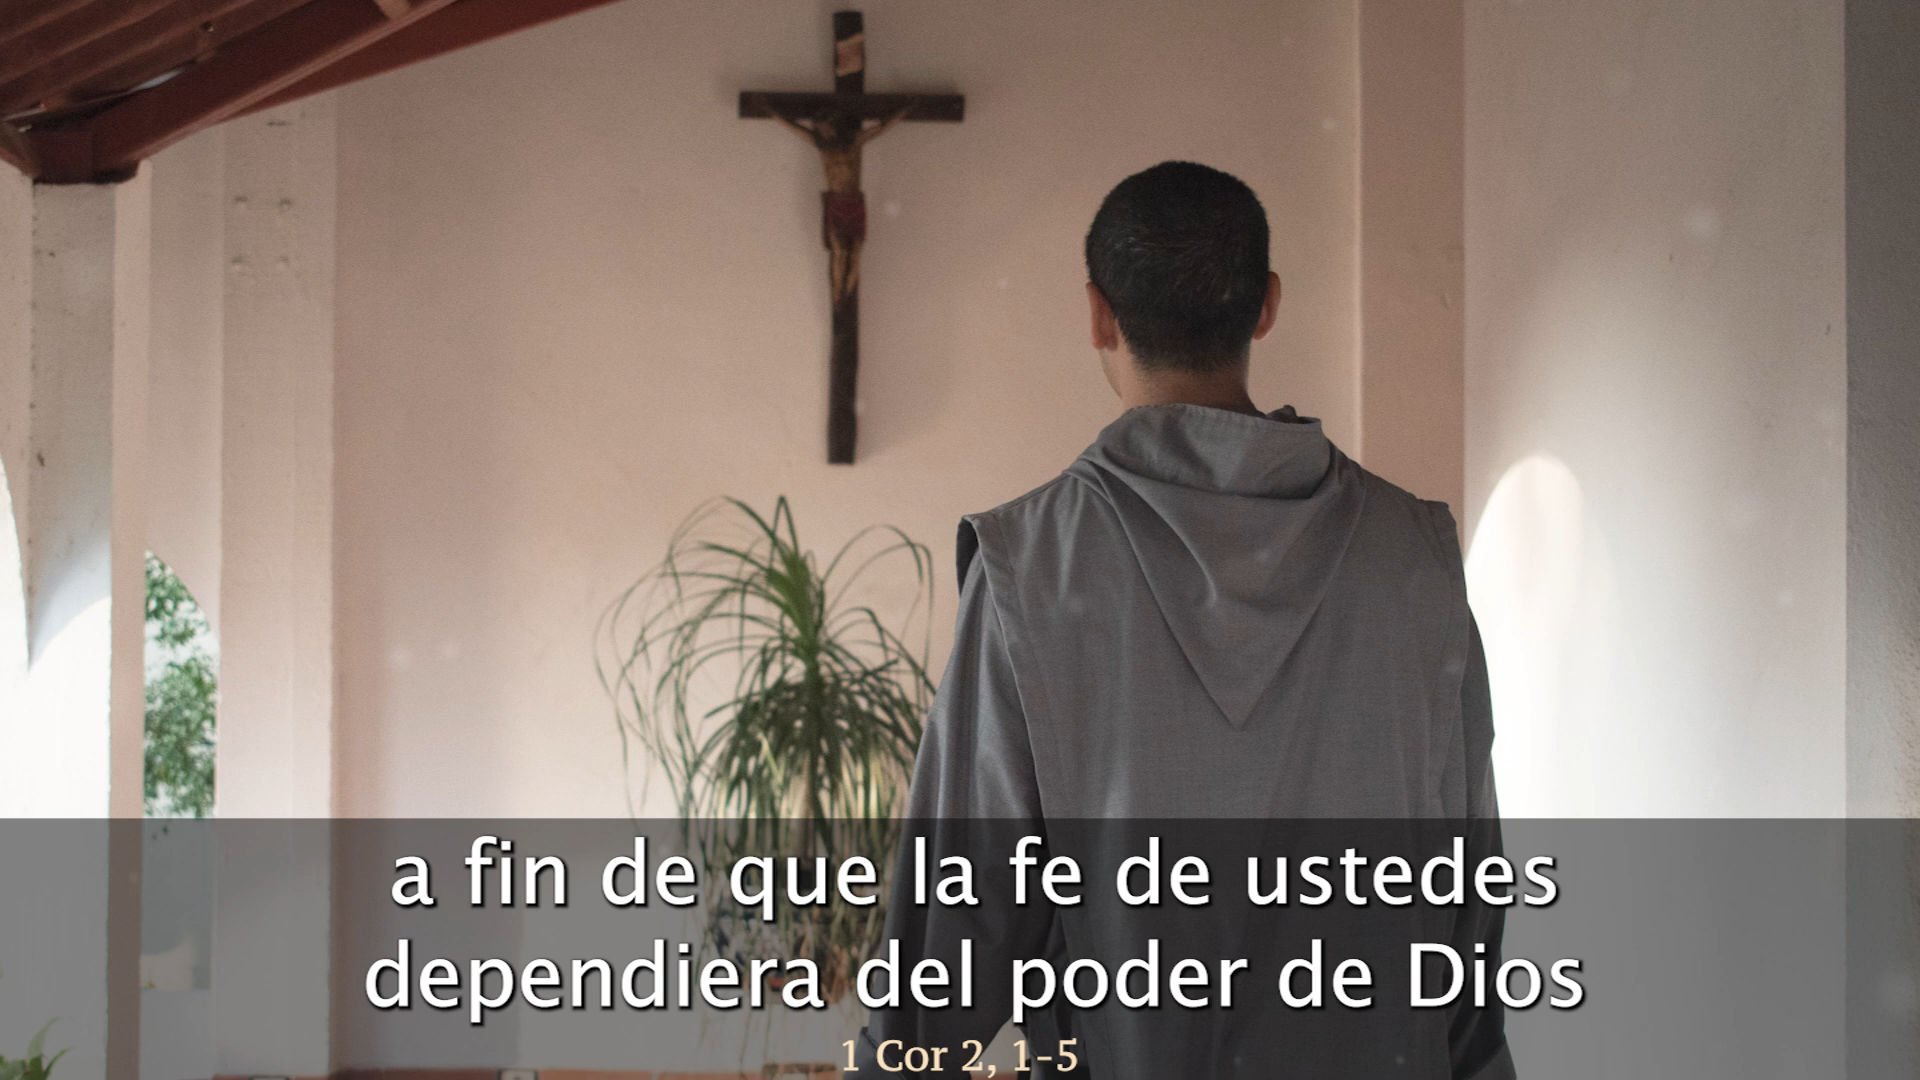 a fin de que la fe de ustedes
dependiera del poder de Dios
1 Cor 2, 1-5